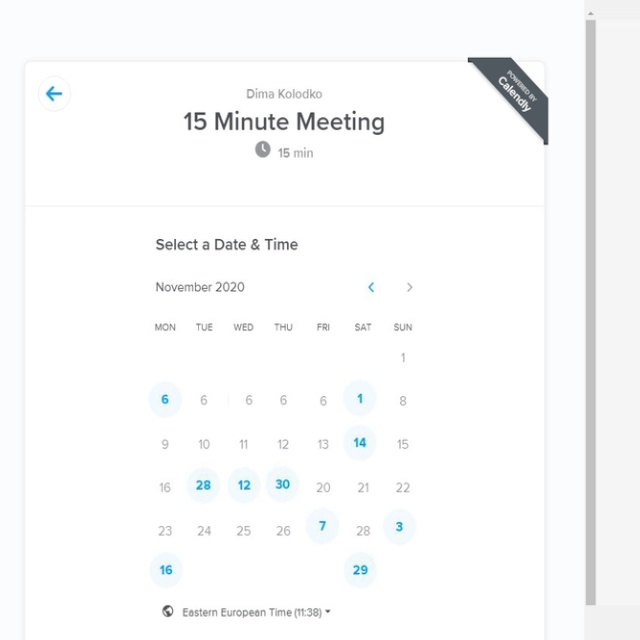 POWERED BY
Calendly
Dima Kolodko
15 Minute Meeting
15 min
Select a Date & Time
November 2020
MON TUE WED THU FRI SAT SUN
1
6 6 6 6 6 1 8
9 10 11 12 13 14 15
16 28 12 30 20 21 22
23 24 25 26 7 28 3
16 29
Eastern European Time (11:38)